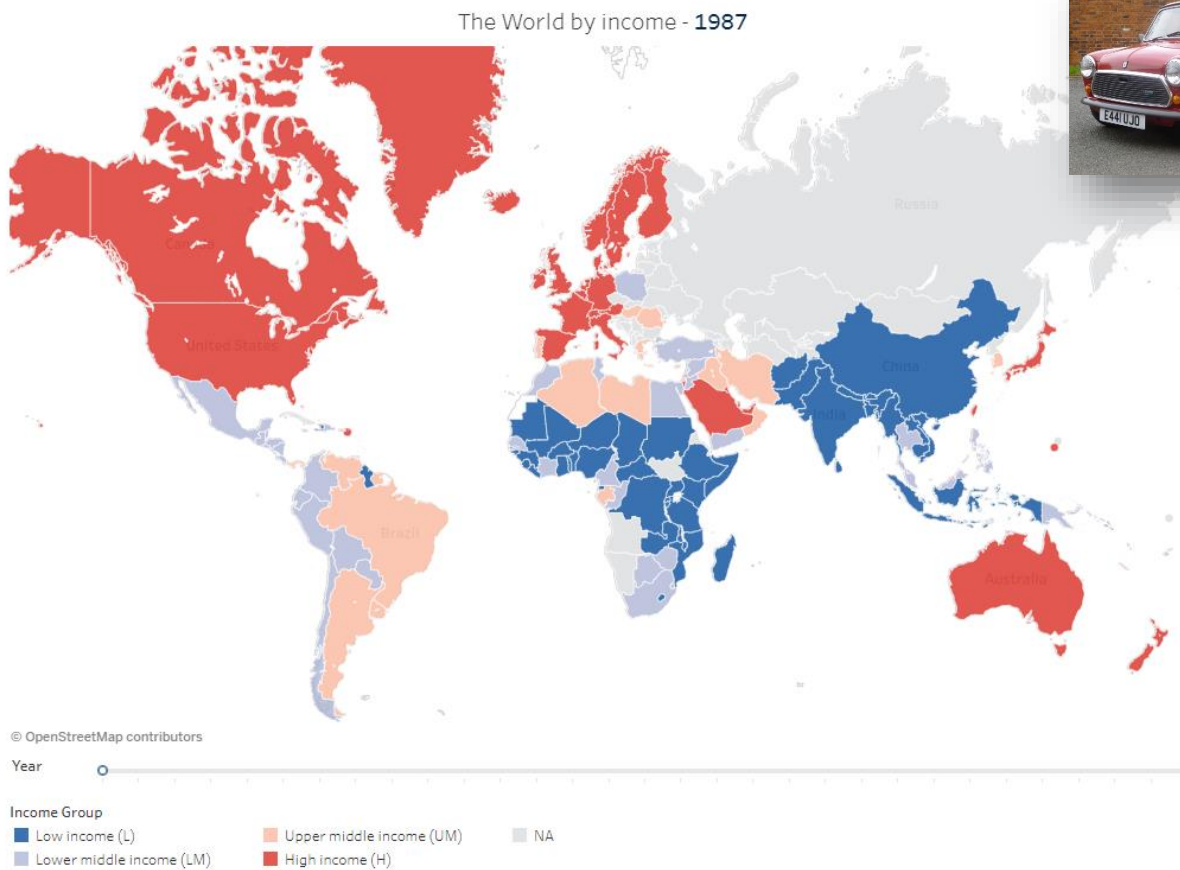 The World by income - 1987
E441 UJO
Russia
Canada
United States
China
India
Brazil
Australia
© OpenStreetMap contributors
Year
Income Group
Low income (L)
Upper middle income (UM)
NA
Lower middle income (LM)
High income (H)